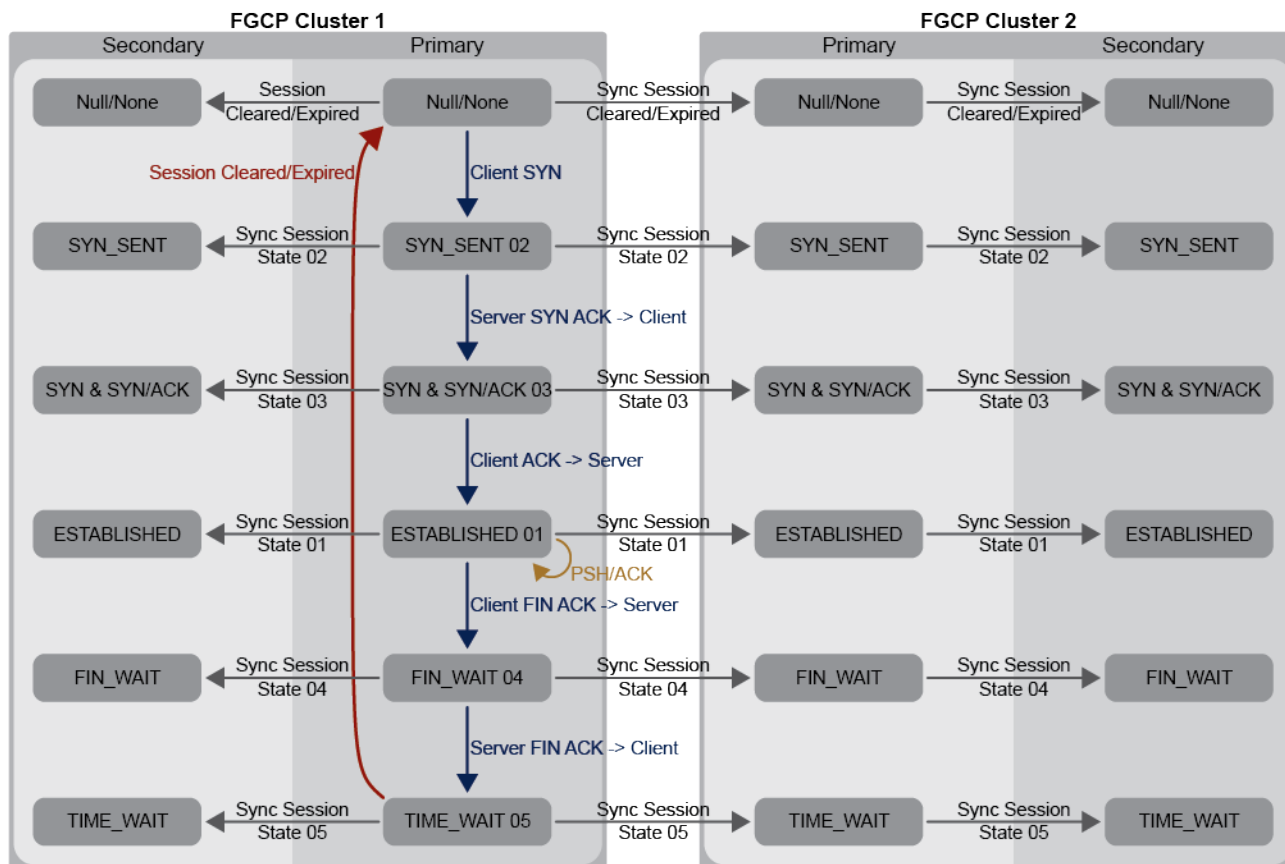 FGCP Cluster 1
FGCP Cluster 2
Secondary
Primary
Primary
Secondary
Null/None
Session
Cleared/Expired
Null/None
Sync Session
Cleared/Expired
Null/None
Sync Session
Cleared/Expired
Null/None
Session Cleared/Expired
Client SYN
SYN_SENT
Sync Session
State 02
SYN_SENT 02
Sync Session
State 02
SYN_SENT
Sync Session
State 02
SYN_SENT
Server SYN ACK -> Client
SYN & SYN/ACK
Sync Session
State 03
SYN & SYN/ACK 03
Sync Session
State 03
SYN & SYN/ACK
Sync Session
State 03
SYN & SYN/ACK
Client ACK -> Server
ESTABLISHED
Sync Session
State 01
ESTABLISHED 01
Sync Session
State 01
ESTABLISHED
Sync Session
State 01
ESTABLISHED
PSH/ACK
Client FIN ACK -> Server
FIN_WAIT
Sync Session
State 04
FIN_WAIT 04
Sync Session
State 04
FIN_WAIT
Sync Session
State 04
FIN_WAIT
Server FIN ACK -> Client
TIME_WAIT
Sync Session
State 05
TIME_WAIT 05
Sync Session
State 05
TIME_WAIT
Sync Session
State 05
TIME_WAIT